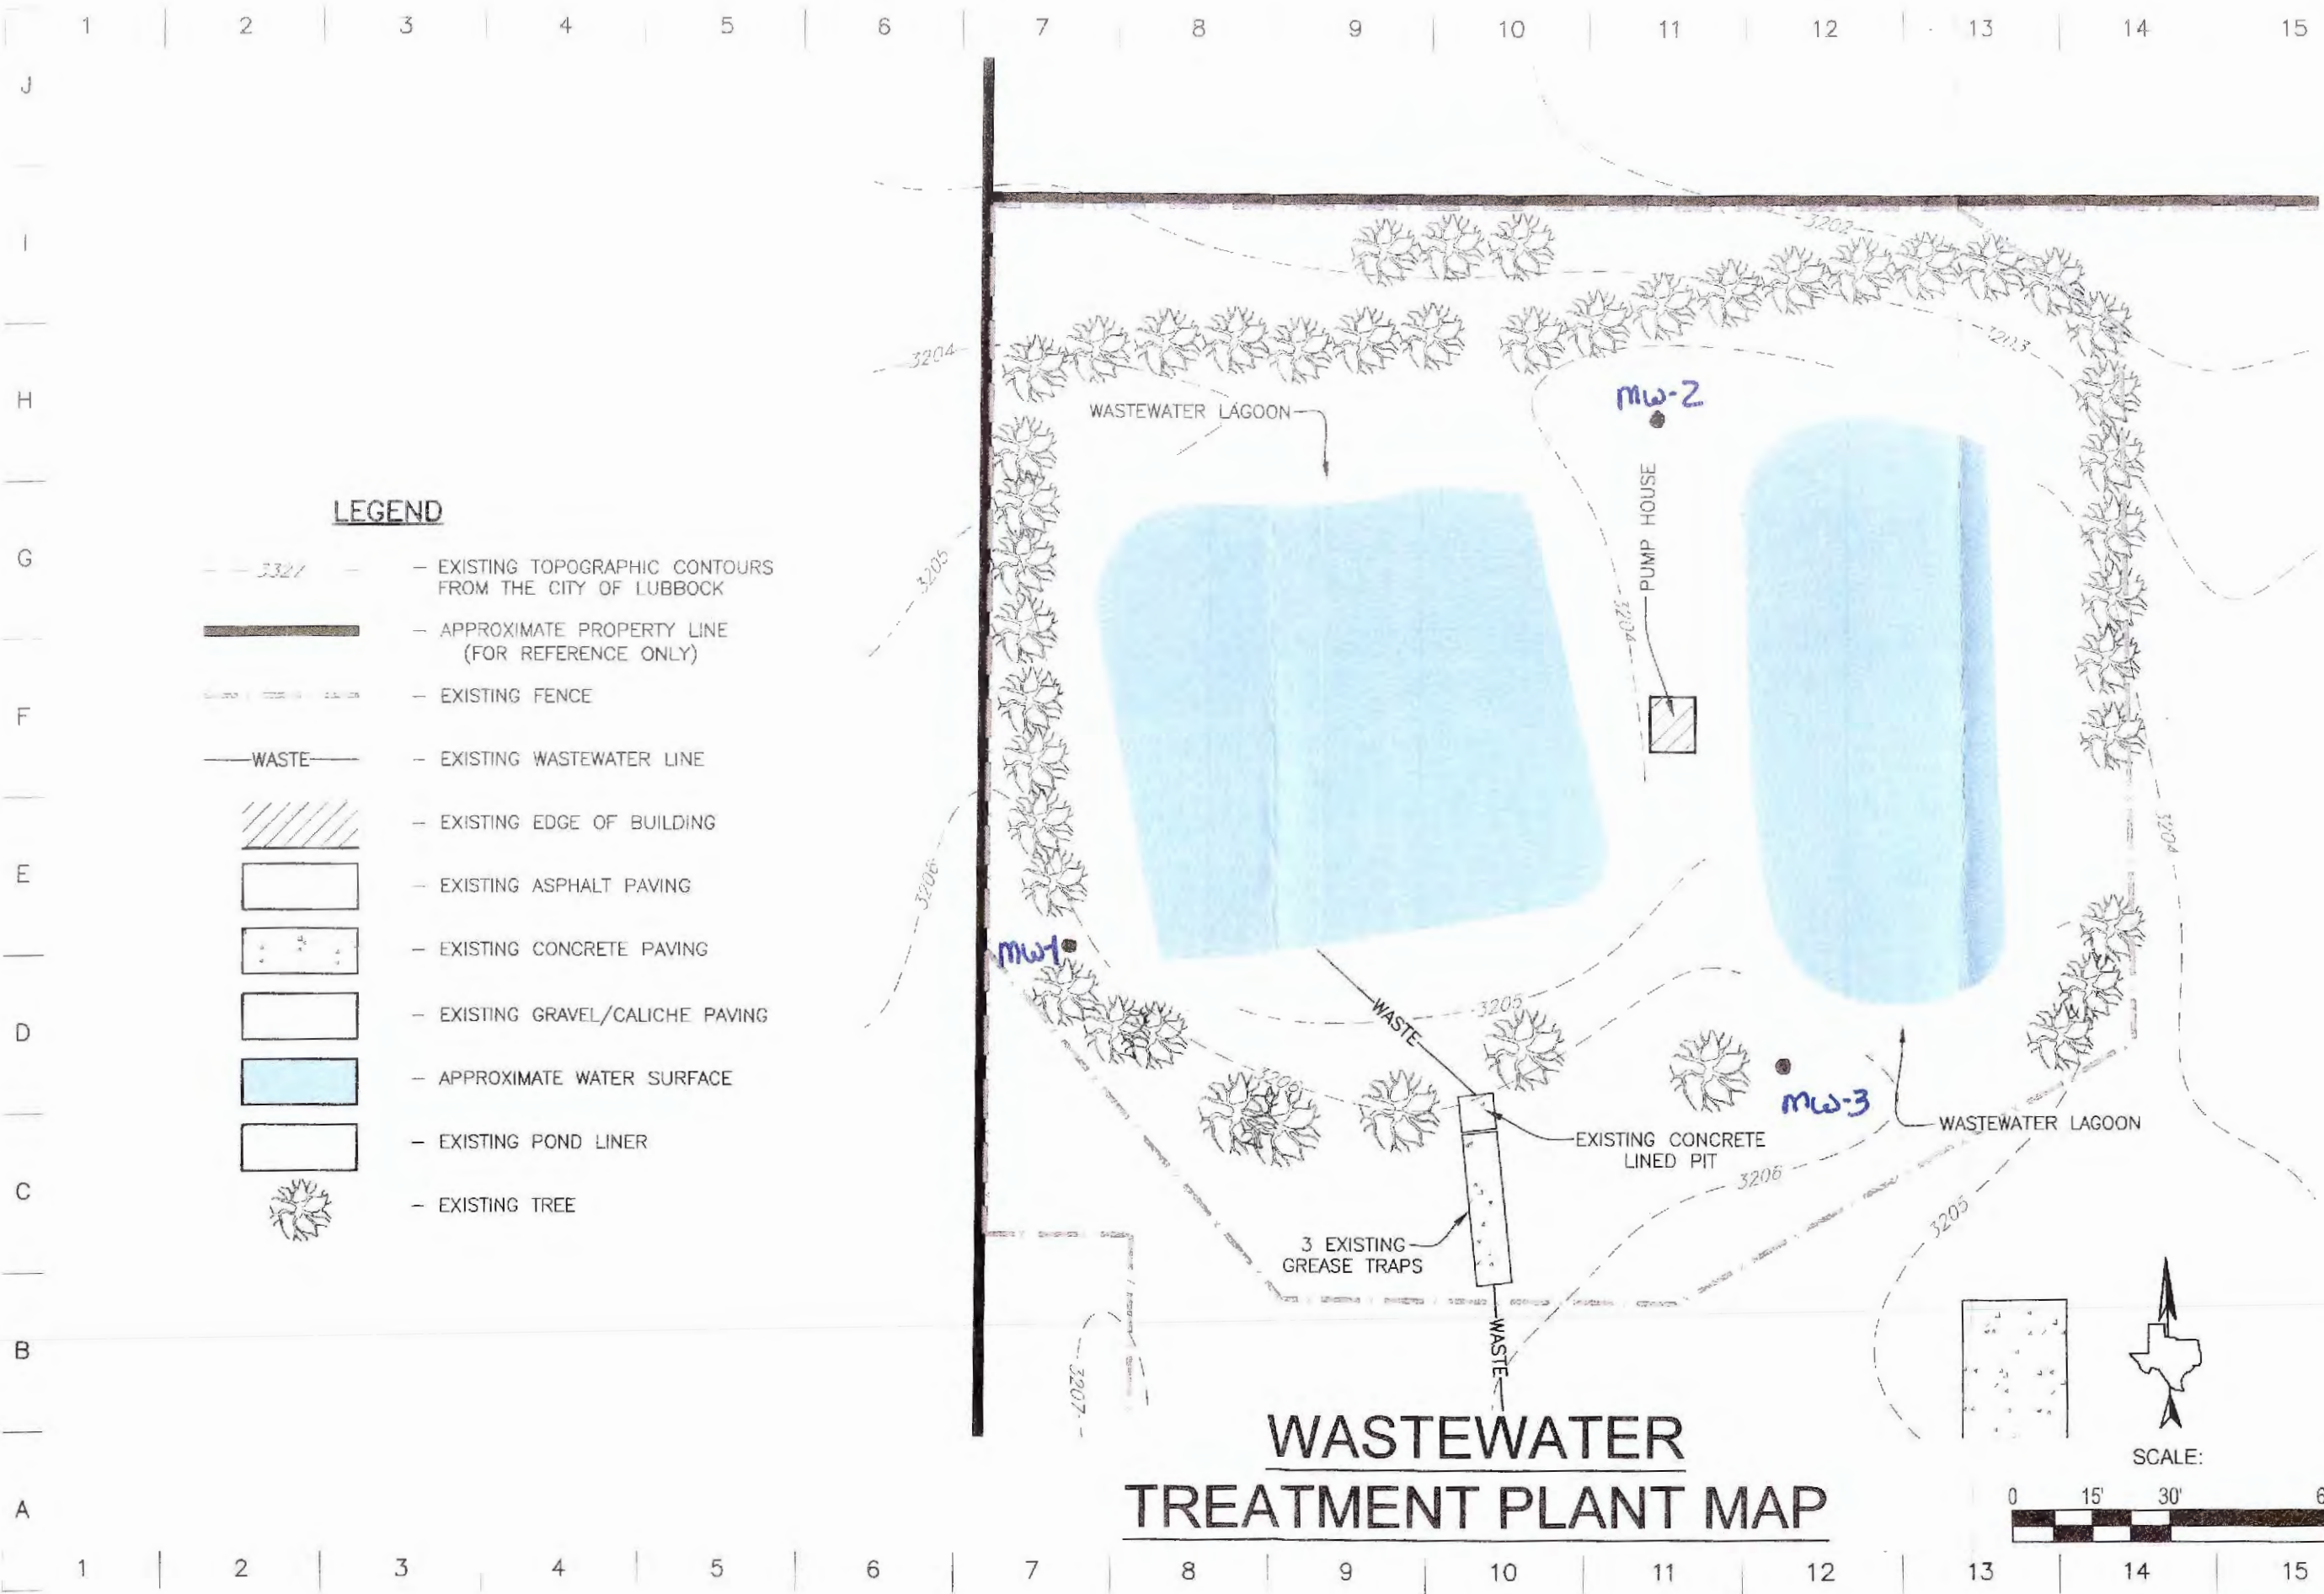 1 2 3 4 5 6 7 8 9 10 11 12 13 14 15
J
I
H
G
F
E
D
C
B
A
LEGEND
3327
– EXISTING TOPOGRAPHIC CONTOURS
FROM THE CITY OF LUBBOCK
– APPROXIMATE PROPERTY LINE
(FOR REFERENCE ONLY)
– EXISTING FENCE
WASTE
– EXISTING WASTEWATER LINE
– EXISTING EDGE OF BUILDING
– EXISTING ASPHALT PAVING
– EXISTING CONCRETE PAVING
– EXISTING GRAVEL/CALICHE PAVING
– APPROXIMATE WATER SURFACE
– EXISTING POND LINER
– EXISTING TREE
3202
3203
3204
WASTEWATER LAGOON
MW-2
PUMP HOUSE
3205
3204
3204
3206
MW-1
3205
WASTE
3206
MW-3
WASTEWATER LAGOON
EXISTING CONCRETE
LINED PIT
3206
3205
3 EXISTING
GREASE TRAPS
WASTE
3207
WASTEWATER
TREATMENT PLANT MAP
SCALE:
0 15' 30'
1 2 3 4 5 6 7 8 9 10 11 12 13 14 15